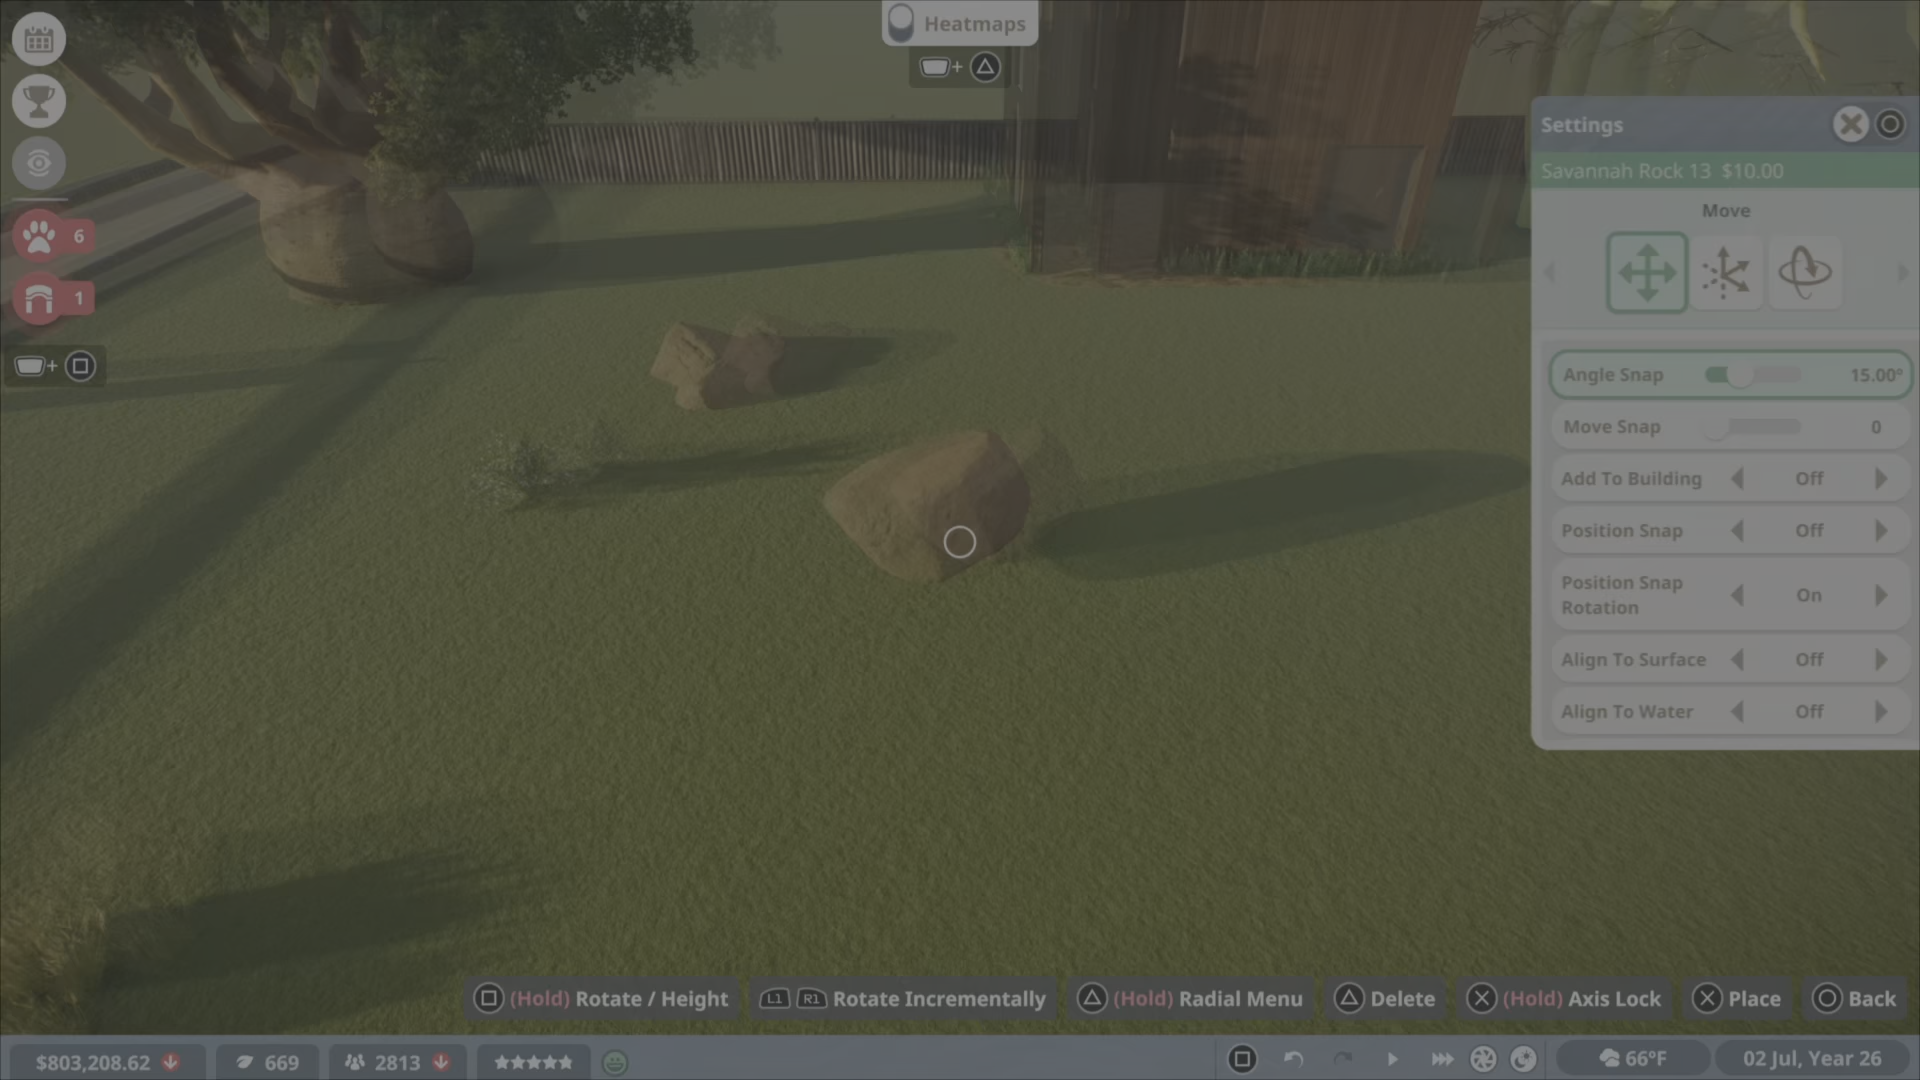 Heatmaps
+
Settings
Savannah Rock 13 $10.00
Move
6
1
+
Angle Snap 15.00°
Move Snap 0
Add To Building Off
Position Snap Off
Position Snap Rotation On
Align To Surface Off
Align To Water Off
(Hold) Rotate / Height
L1 R1 Rotate Incrementally
(Hold) Radial Menu
Delete
(Hold) Axis Lock
Place
Back
$803,208.62
669
2813
66°F
02 Jul, Year 26